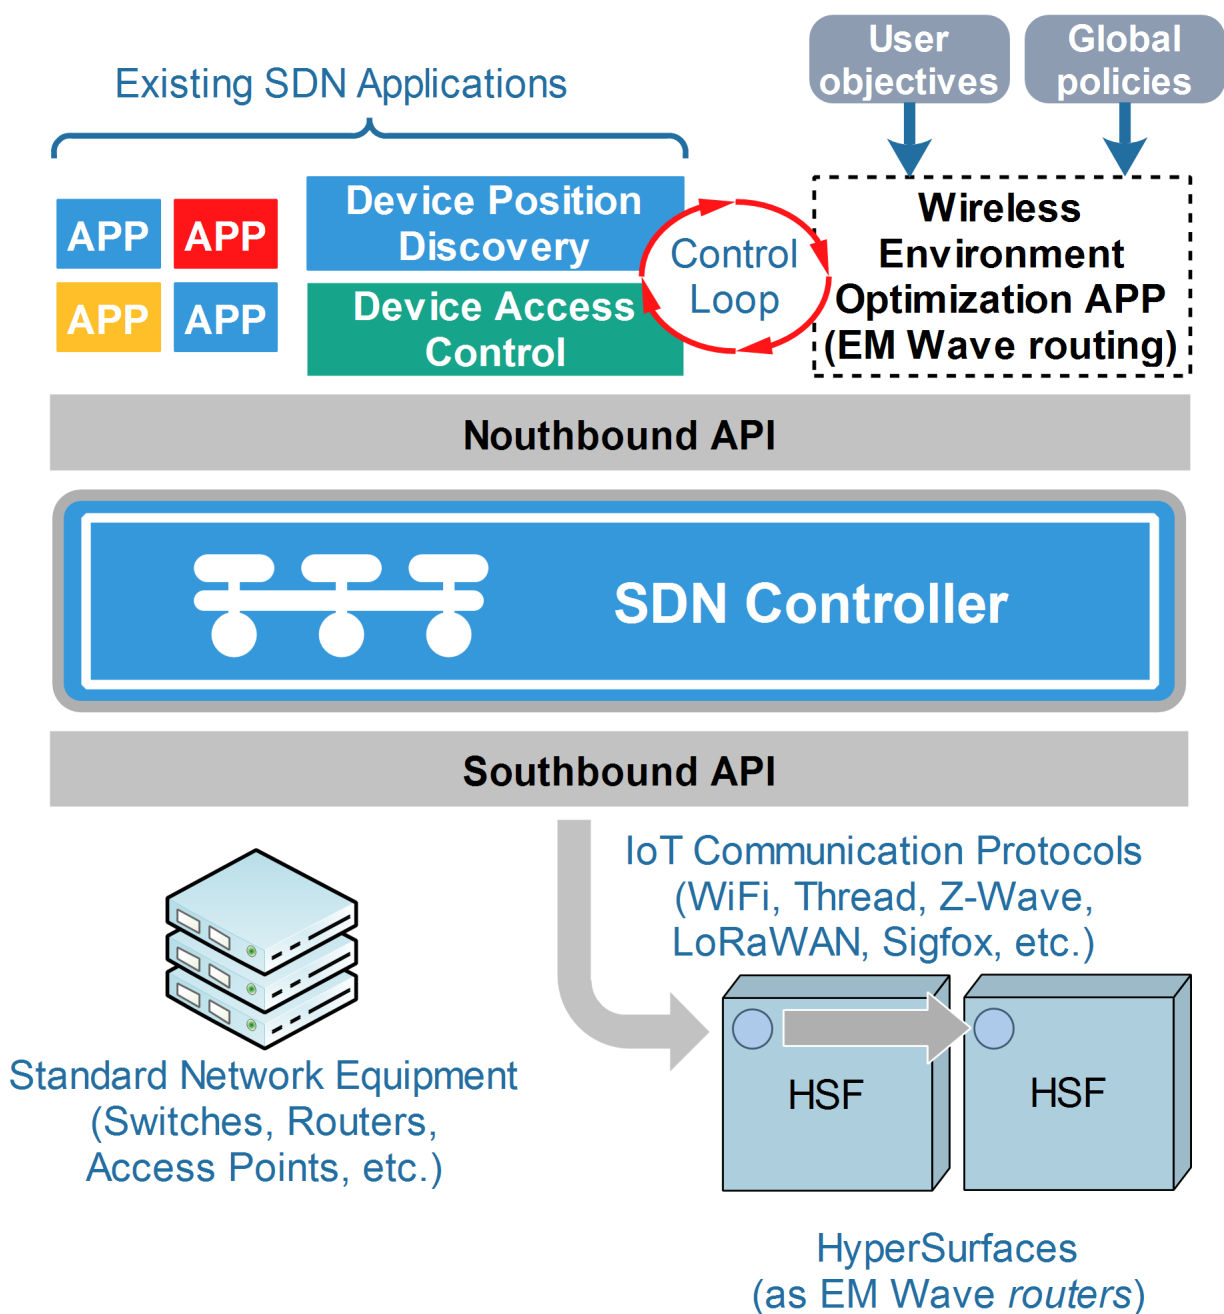 Existing SDN Applications
User
objectives
Global
policies
APP
APP
APP
APP
Device Position
Discovery
Device Access
Control
Control
Loop
Wireless
Environment
Optimization APP
(EM Wave routing)
Nouthbound API
SDN Controller
Southbound API
IoT Communication Protocols
(WiFi, Thread, Z-Wave,
LoRaWAN, Sigfox, etc.)
Standard Network Equipment
(Switches, Routers,
Access Points, etc.)
HSF
HSF
HyperSurfaces
(as EM Wave routers)